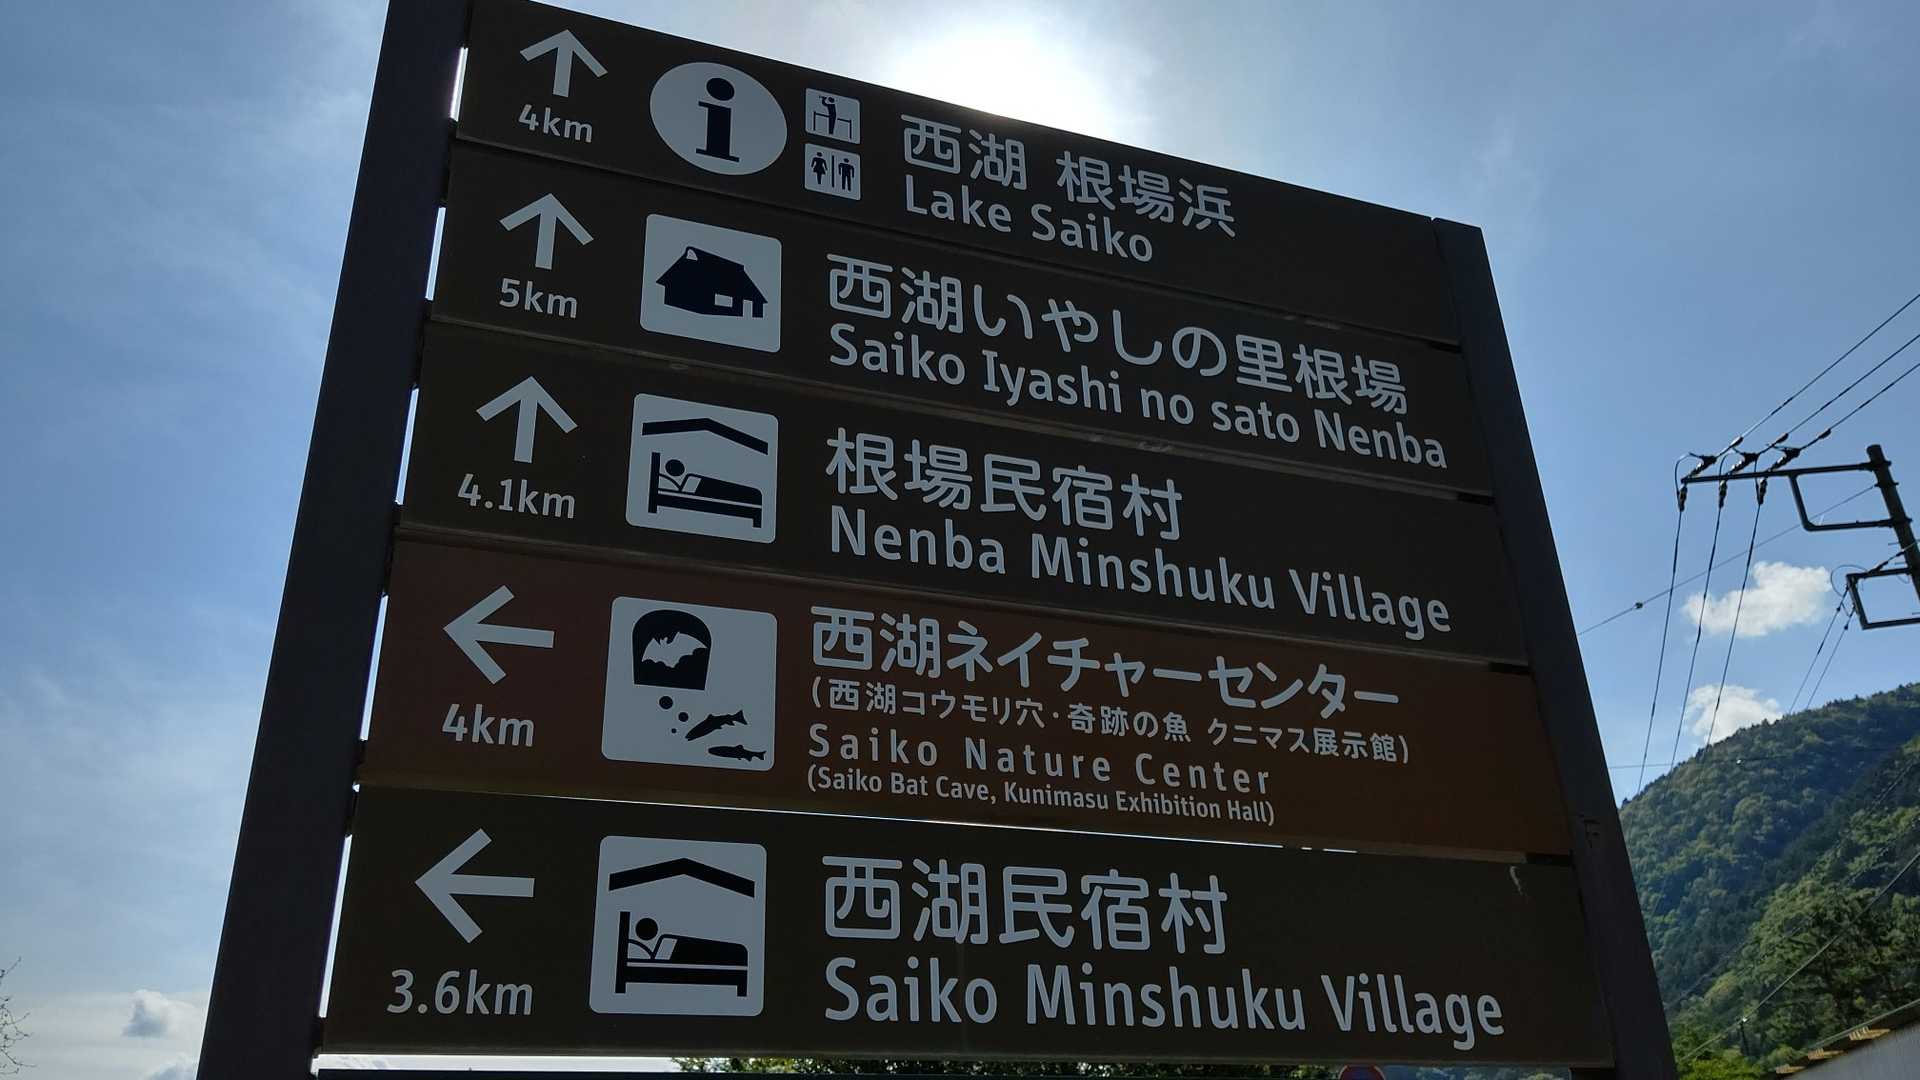 4km
西湖 根場浜
Lake Saiko
5km
西湖いやしの里根場
Saiko Iyashi no sato Nenba
4.1km
根場民宿村
Nenba Minshuku Village
4km
西湖ネイチャーセンター
(西湖コウモリ穴・奇跡の魚 クニマス展示館)
Saiko Nature Center
(Saiko Bat Cave, Kunimasu Exhibition Hall)
3.6km
西湖民宿村
Saiko Minshuku Village